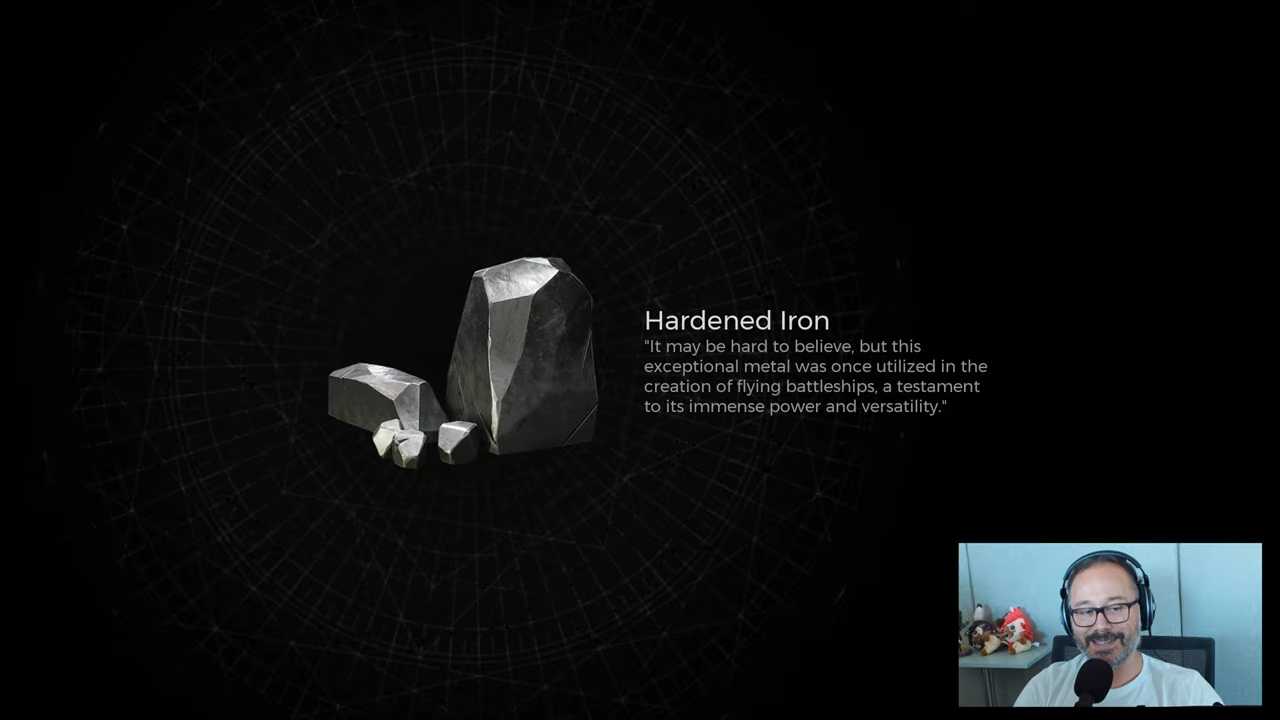 Hardened Iron
"It may be hard to believe, but this
exceptional metal was once utilized in the
creation of flying battleships, a testament
to its immense power and versatility."